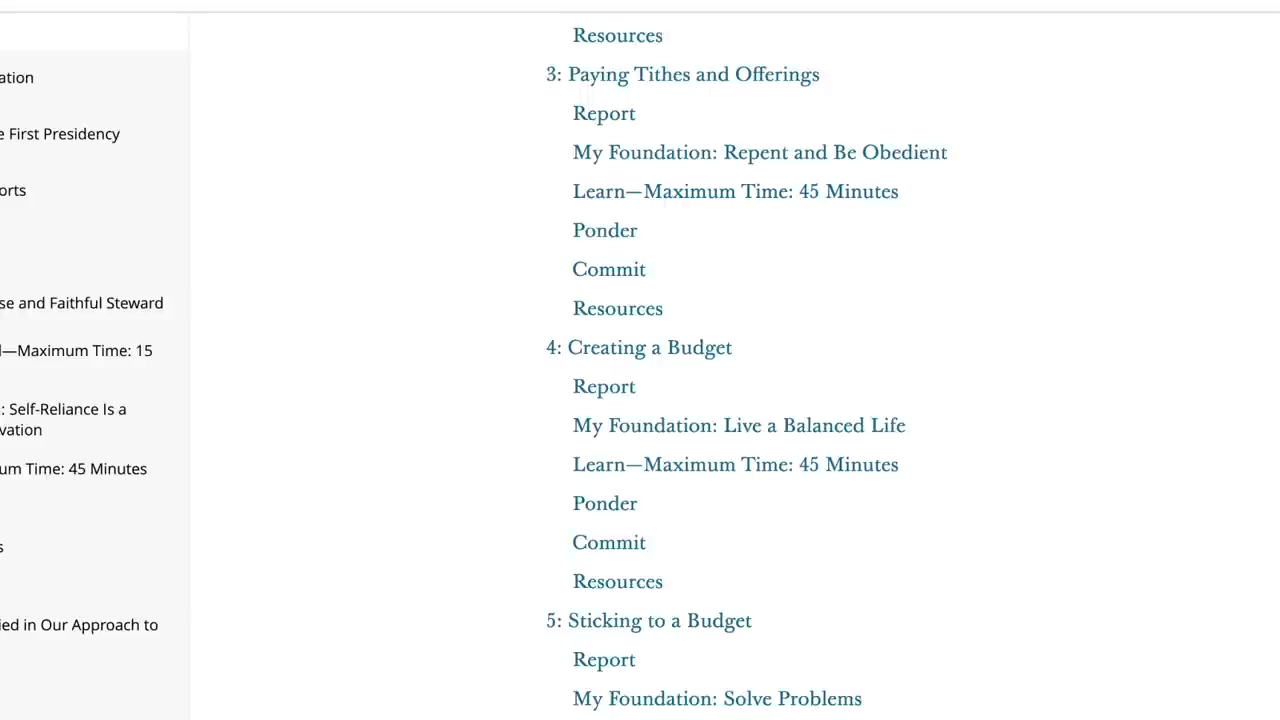 ation
e First Presidency
orts
se and Faithful Steward
—Maximum Time: 15
: Self-Reliance Is a
vation
um Time: 45 Minutes
s
ied in Our Approach to
Resources
3: Paying Tithes and Offerings
Report
My Foundation: Repent and Be Obedient
Learn—Maximum Time: 45 Minutes
Ponder
Commit
Resources
4: Creating a Budget
Report
My Foundation: Live a Balanced Life
Learn—Maximum Time: 45 Minutes
Ponder
Commit
Resources
5: Sticking to a Budget
Report
My Foundation: Solve Problems